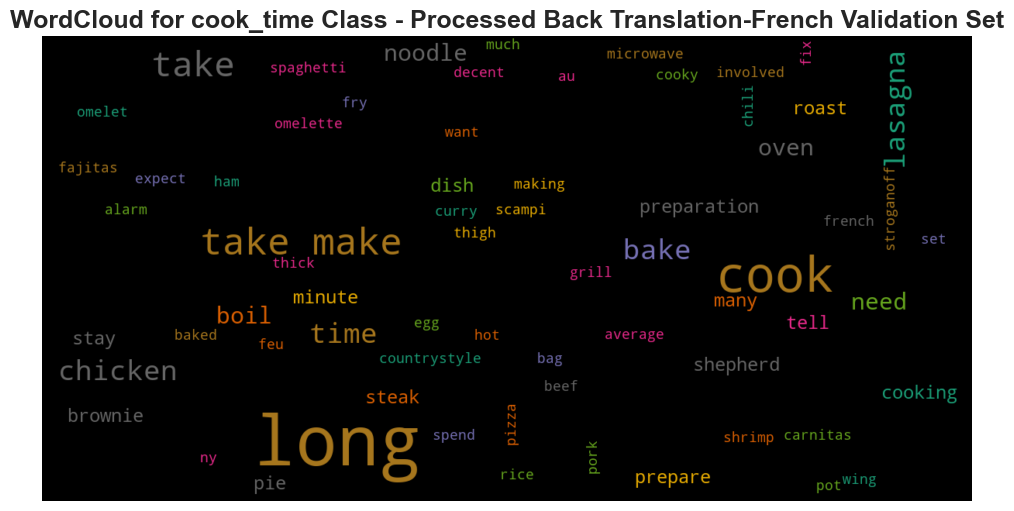 WordCloud for cook_time Class - Processed Back Translation-French Validation Set
take
spaghetti
noodle
much
decent
au
microwave
cooky
involved
fix
lasagna
omelet
fry
omelette
want
chili
roast
oven
fajitas
expect
ham
dish
making
alarm
curry
scampi
preparation
stroganoff
french
set
take make
thigh
thick
bake
grill
cook
minute
many
need
boil
time
egg
hot
average
tell
stay
baked
feu
countrystyle
bag
shepherd
chicken
beef
cooking
brownie
steak
long
spend
pizza
pork
shrimp
carnitas
ny
pie
rice
prepare
pot
wing